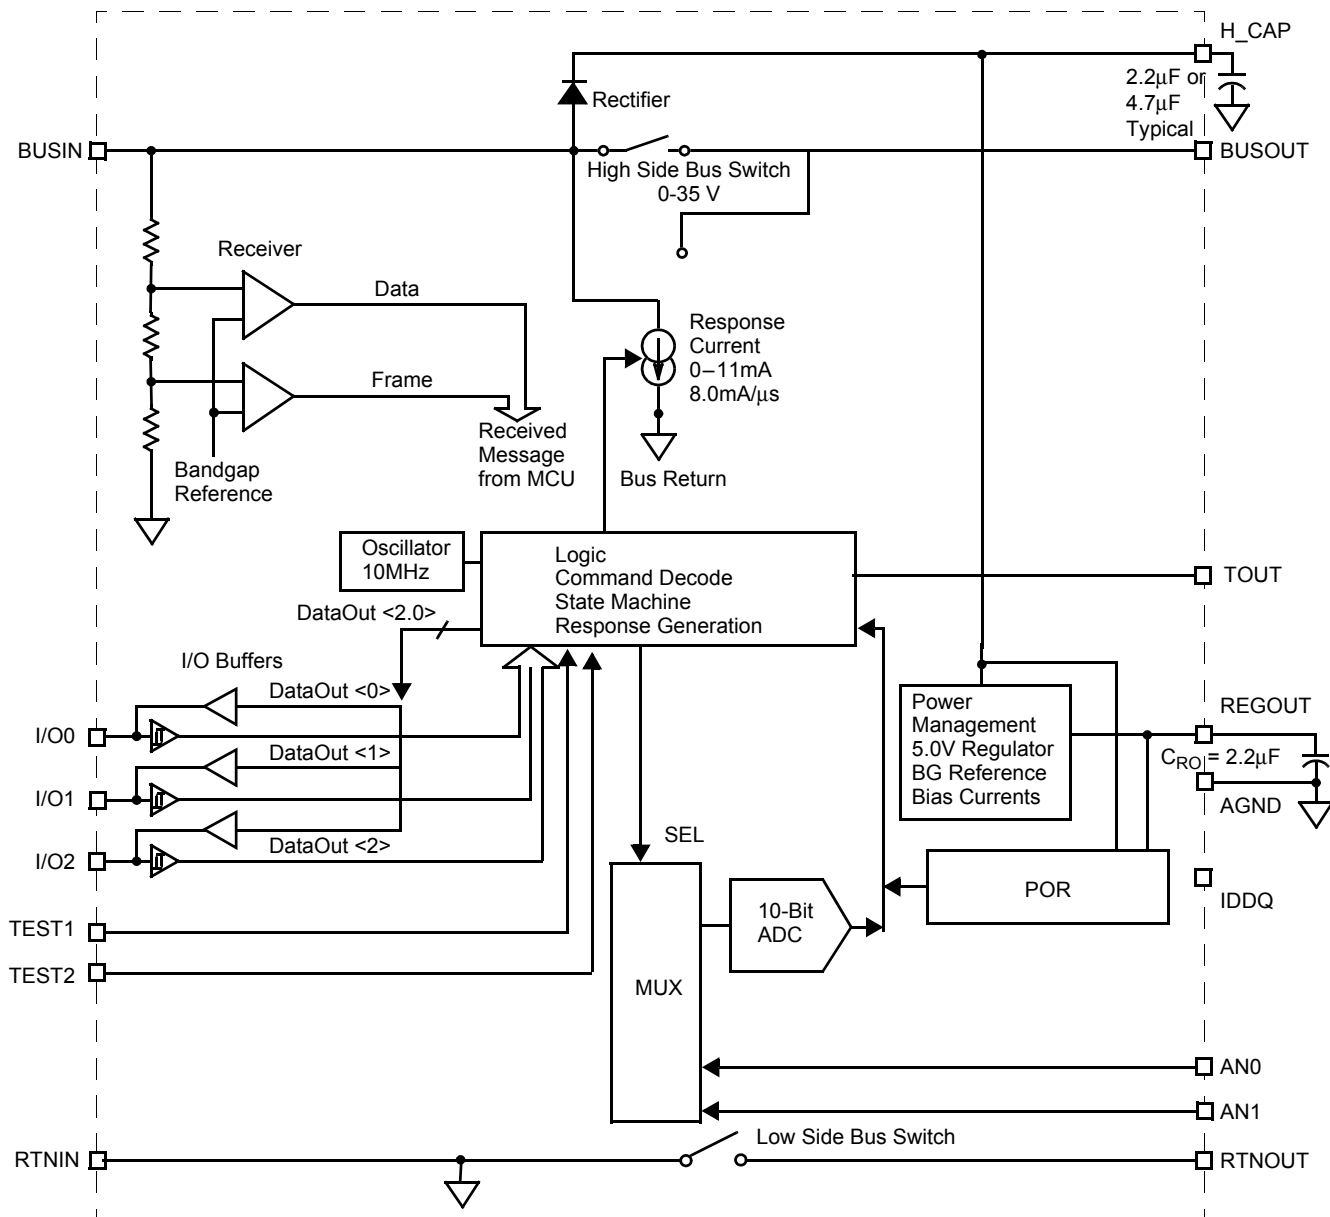 H_CAP
2.2μF or
4.7μF
Typical
Rectifier
BUSIN
BUSOUT
High Side Bus Switch
0-35 V
Receiver
Data
Response
Current
0–11mA
8.0mA/μs
Frame
Received
Message
from MCU
Bandgap
Reference
Bus Return
Oscillator
10MHz
Logic
Command Decode
State Machine
Response Generation
TOUT
DataOut <2.0>
I/O Buffers
DataOut <0>
I/O0
DataOut <1>
I/O1
DataOut <2>
I/O2
Power
Management
5.0V Regulator
BG Reference
Bias Currents
REGOUT
CRO = 2.2μF
AGND
SEL
10-Bit
ADC
POR
IDDQ
TEST1
TEST2
MUX
AN0
AN1
Low Side Bus Switch
RTNIN
RTNOUT